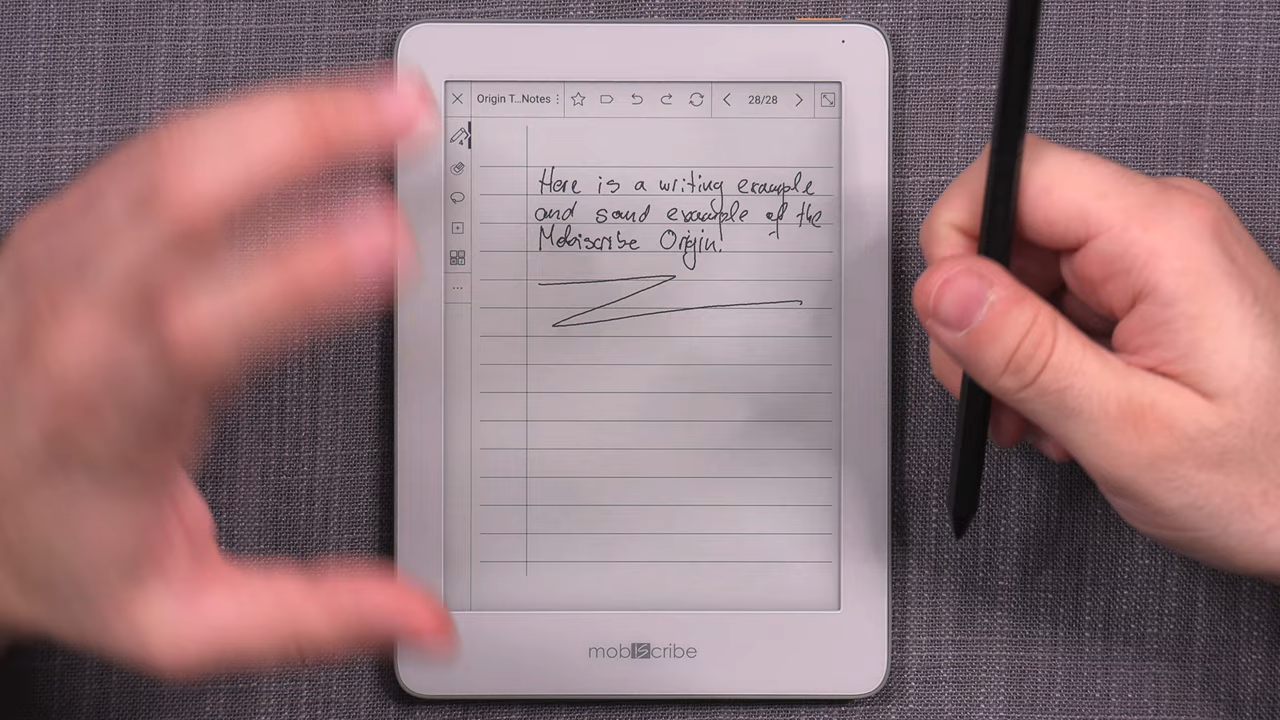 Origin T...Notes
28/28
Here is a writing example
and sound example of the
Mobiscribe Origin.
mobiscribe